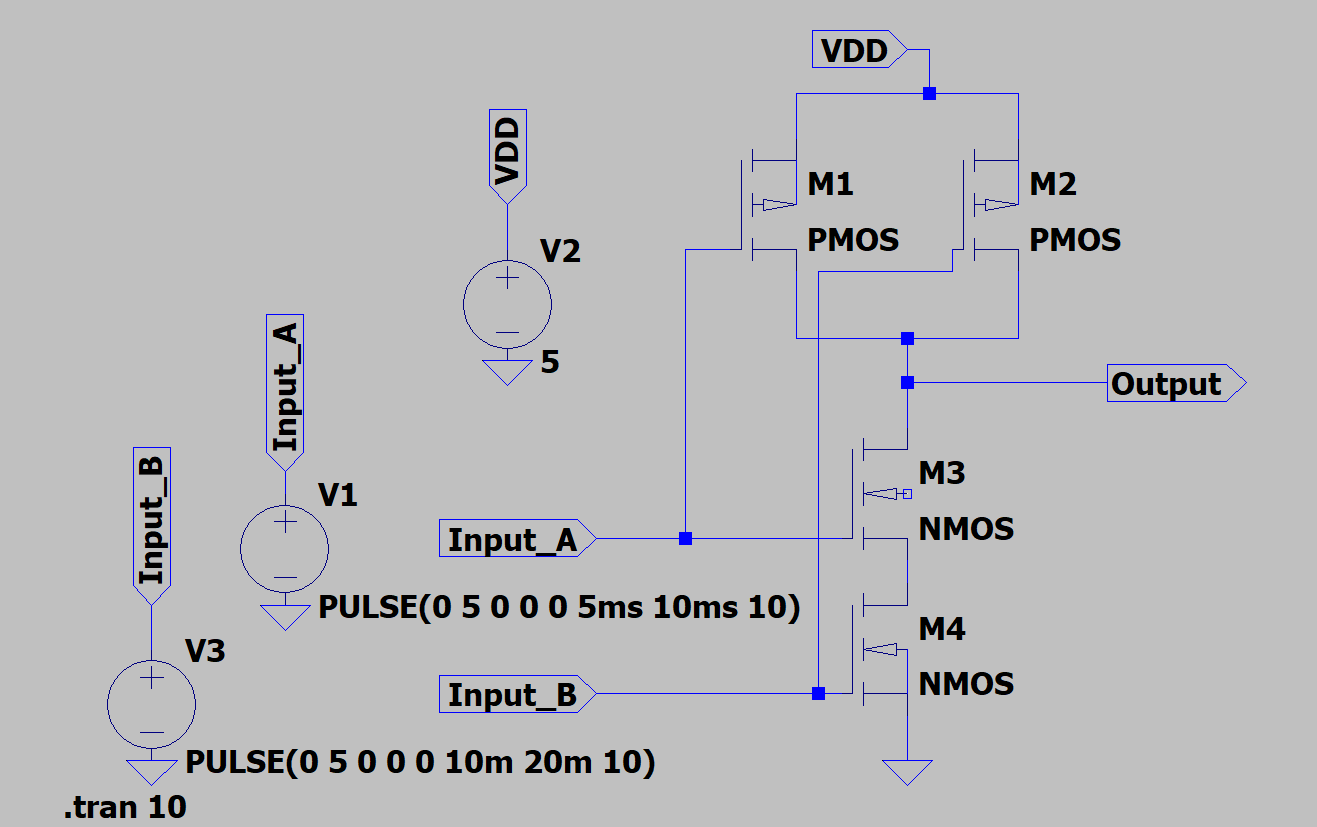 VDD
VDD
M1
M2
PMOS
PMOS
V2
5
Input_A
V1
PULSE(0 5 0 0 0 5ms 10ms 10)
Output
Input_B
V3
PULSE(0 5 0 0 0 10m 20m 10)
Input_A
M3
NMOS
Input_B
M4
NMOS
.tran 10